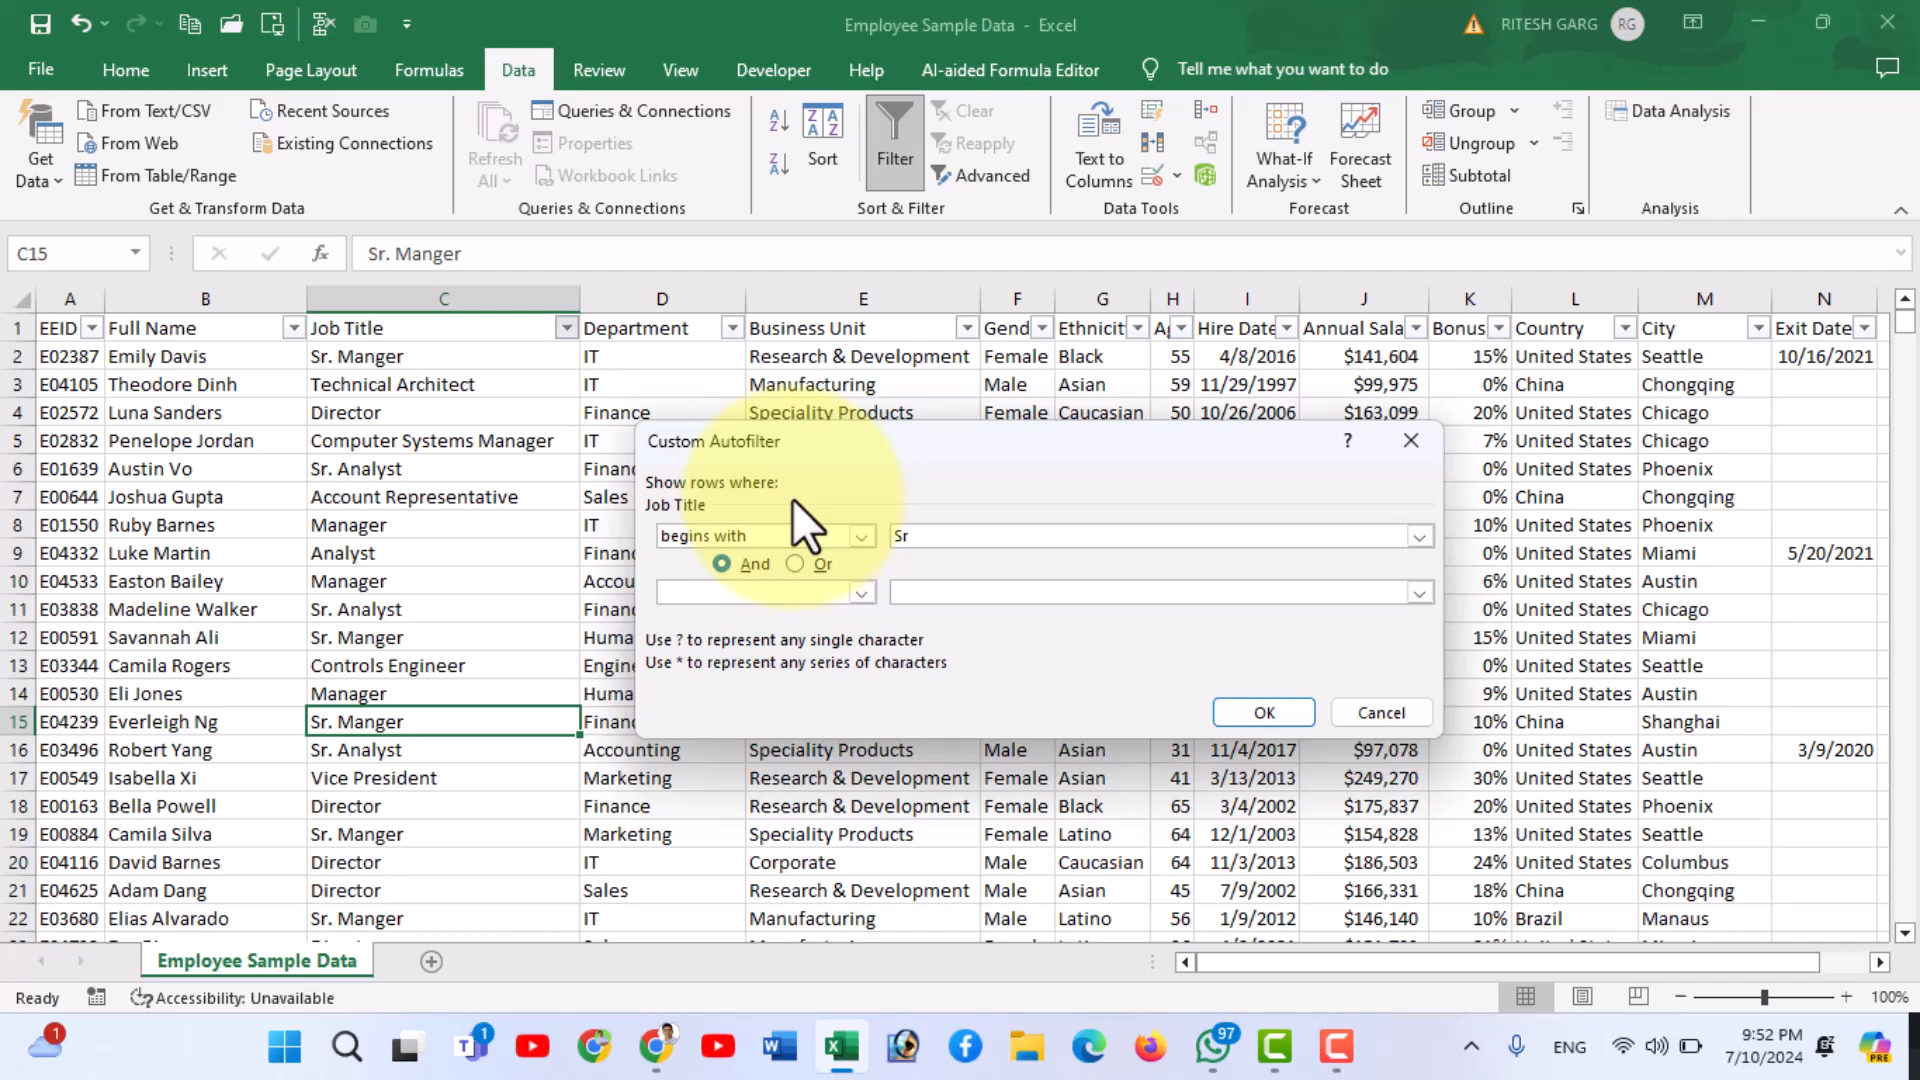 Employee Sample Data - Excel
RITESH GARG RG
File Home Insert Page Layout Formulas Data Review View Developer Help AI-aided Formula Editor Tell me what you want to do
Get Data
From Text/CSV
From Web
From Table/Range
Recent Sources
Existing Connections
Get & Transform Data
Refresh All
Queries & Connections
Properties
Workbook Links
Queries & Connections
Sort
Filter
Clear
Reapply
Advanced
Sort & Filter
Text to Columns
Data Tools
What-If Analysis
Forecast Sheet
Forecast
Group
Ungroup
Subtotal
Outline
Data Analysis
Analysis
C15 fx Sr. Manger
A B C D E F G H I J K L M N
1 EEID Full Name Job Title Department Business Unit Gend Ethnicit Ag Hire Date Annual Sala Bonus Country City Exit Date
2 E02387 Emily Davis Sr. Manger IT Research & Development Female Black 55 4/8/2016 $141,604 15% United States Seattle 10/16/2021
3 E04105 Theodore Dinh Technical Architect IT Manufacturing Male Asian 59 11/29/1997 $99,975 0% China Chongqing
4 E02572 Luna Sanders Director Finance Speciality Products Female Caucasian 50 10/26/2006 $163,099 20% United States Chicago
5 E02832 Penelope Jordan Computer Systems Manager IT 7% United States Chicago
6 E01639 Austin Vo Sr. Analyst Financ 0% United States Phoenix
7 E00644 Joshua Gupta Account Representative Sales 0% China Chongqing
8 E01550 Ruby Barnes Manager IT 10% United States Phoenix
9 E04332 Luke Martin Analyst Financ 0% United States Miami 5/20/2021
10 E04533 Easton Bailey Manager Accou 6% United States Austin
11 E03838 Madeline Walker Sr. Analyst Financ 0% United States Chicago
12 E00591 Savannah Ali Sr. Manger Huma 15% United States Miami
13 E03344 Camila Rogers Controls Engineer Engine 0% United States Seattle
14 E00530 Eli Jones Manager Huma 9% United States Austin
15 E04239 Everleigh Ng Sr. Manger Financ 10% China Shanghai
16 E03496 Robert Yang Sr. Analyst Accounting Speciality Products Male Asian 31 11/4/2017 $97,078 0% United States Austin 3/9/2020
17 E00549 Isabella Xi Vice President Marketing Research & Development Female Asian 41 3/13/2013 $249,270 30% United States Seattle
18 E00163 Bella Powell Director Finance Research & Development Female Black 65 3/4/2002 $175,837 20% United States Phoenix
19 E00884 Camila Silva Sr. Manger Marketing Speciality Products Female Latino 64 12/1/2003 $154,828 13% United States Seattle
20 E04116 David Barnes Director IT Corporate Male Caucasian 64 11/3/2013 $186,503 24% United States Columbus
21 E04625 Adam Dang Director Sales Research & Development Male Asian 45 7/9/2002 $166,331 18% China Chongqing
22 E03680 Elias Alvarado Sr. Manger IT Manufacturing Male Latino 56 1/9/2012 $146,140 10% Brazil Manaus
Custom Autofilter ?
Show rows where:
Job Title
begins with Sr
And Or
Use ? to represent any single character
Use * to represent any series of characters
OK Cancel
Employee Sample Data
Ready Accessibility: Unavailable 100%
1 1 97 ENG 9:52 PM
7/10/2024 PRE